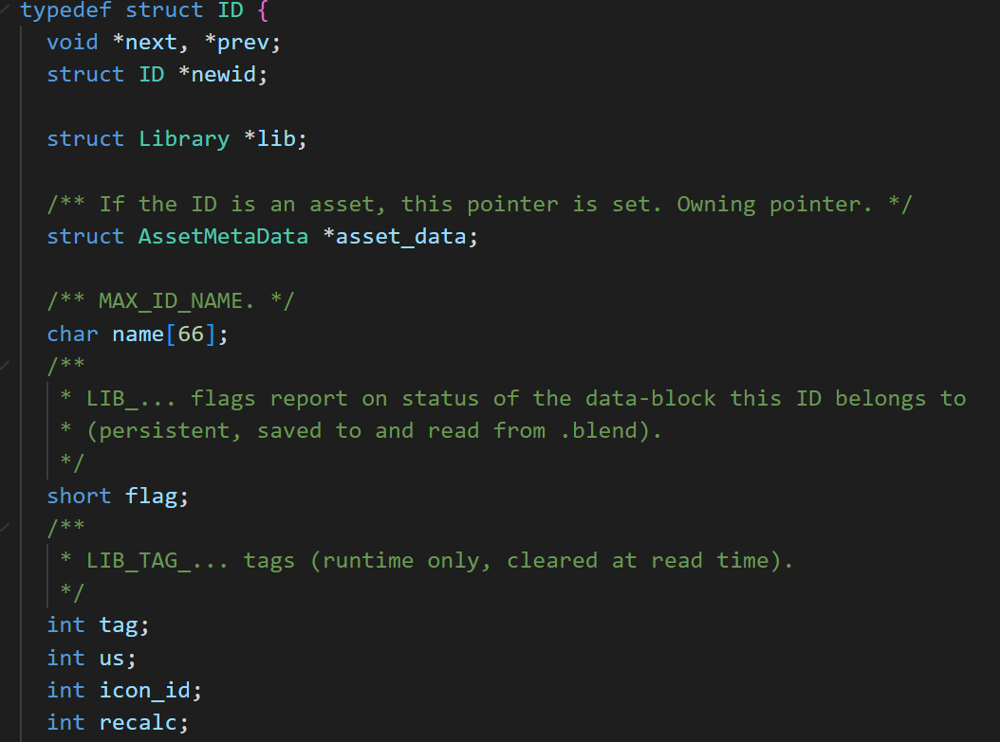 typedef struct ID {
void *next, *prev;
struct ID *newid;
struct Library *lib;
/** If the ID is an asset, this pointer is set. Owning pointer. */
struct AssetMetaData *asset_data;
/** MAX_ID_NAME. */
char name[66];
/**
* LIB_... flags report on status of the data-block this ID belongs to
* (persistent, saved to and read from .blend).
*/
short flag;
/**
* LIB_TAG_... tags (runtime only, cleared at read time).
*/
int tag;
int us;
int icon_id;
int recalc;